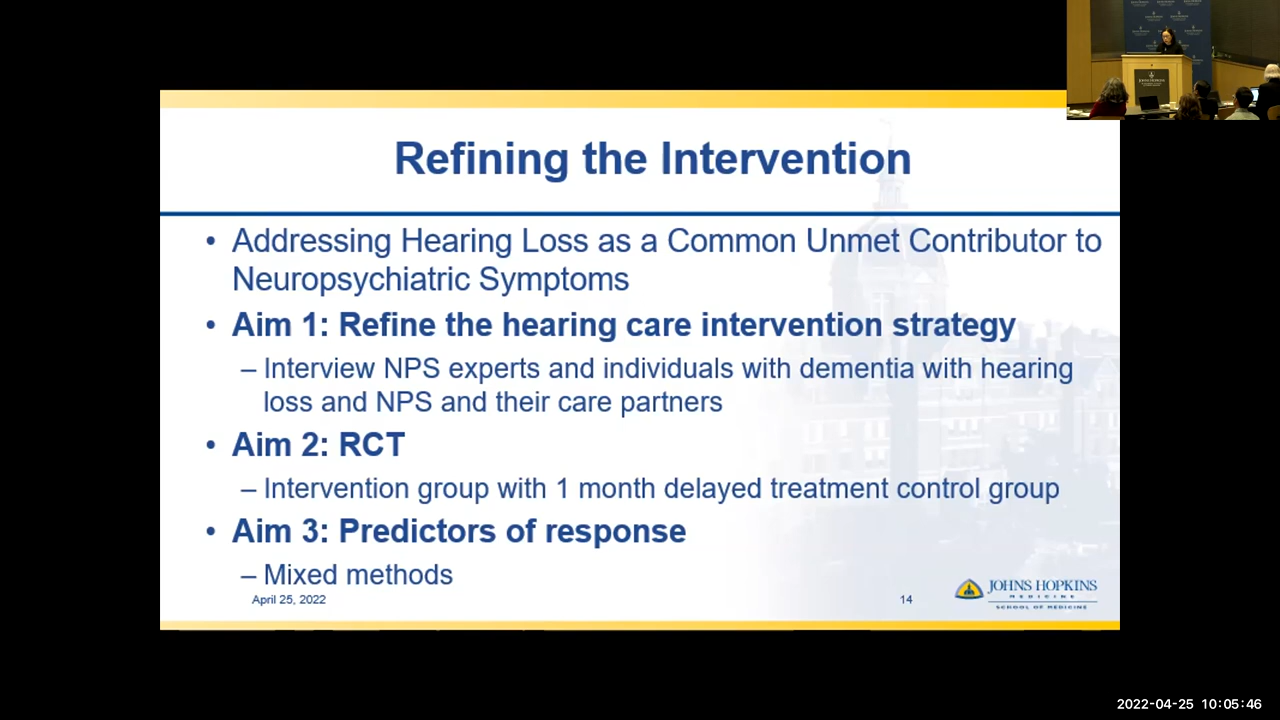 Refining the Intervention
• Addressing Hearing Loss as a Common Unmet Contributor to
Neuropsychiatric Symptoms
• Aim 1: Refine the hearing care intervention strategy
– Interview NPS experts and individuals with dementia with hearing
loss and NPS and their care partners
• Aim 2: RCT
– Intervention group with 1 month delayed treatment control group
• Aim 3: Predictors of response
– Mixed methods
April 25, 2022
14
JOHNS HOPKINS
MEDICINE
SCHOOL OF MEDICINE
JOHNS HOPKINS
2022-04-25 10:05:46